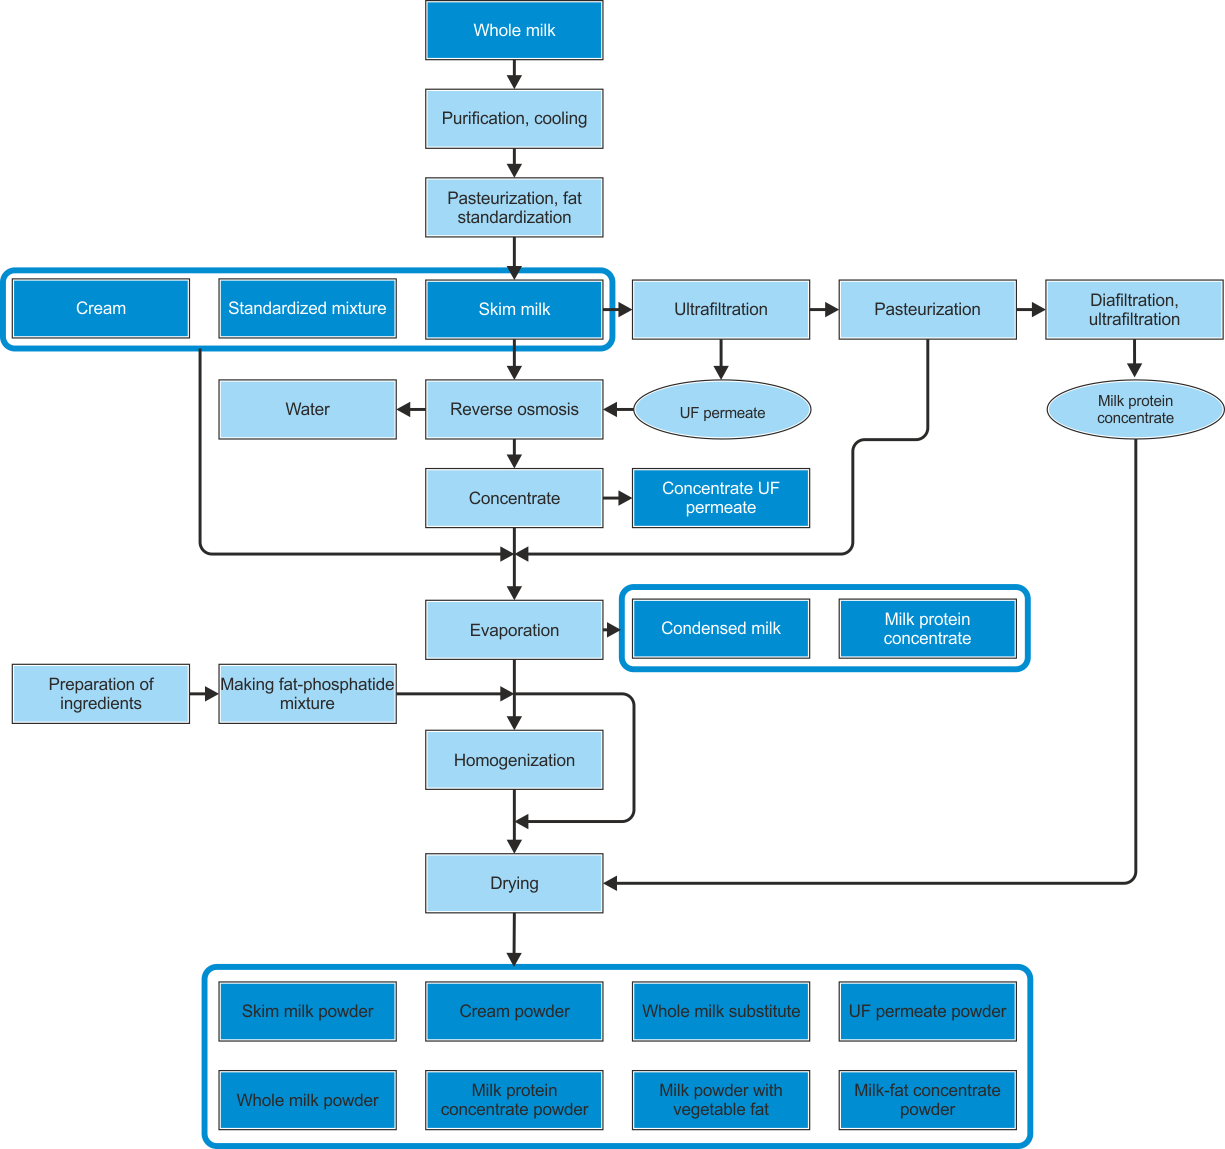 Whole milk
Purification, cooling
Pasteurization, fat
standardization
Cream
Standardized mixture
Skim milk
Ultrafiltration
Pasteurization
Diafiltration,
ultrafiltration
Water
Reverse osmosis
UF permeate
Milk protein
concentrate
Concentrate
Concentrate UF
permeate
Evaporation
Condensed milk
Milk protein
concentrate
Preparation of
ingredients
Making fat-phosphatide
mixture
Homogenization
Drying
Skim milk powder
Cream powder
Whole milk substitute
UF permeate powder
Whole milk powder
Milk protein
concentrate powder
Milk powder with
vegetable fat
Milk-fat concentrate
powder